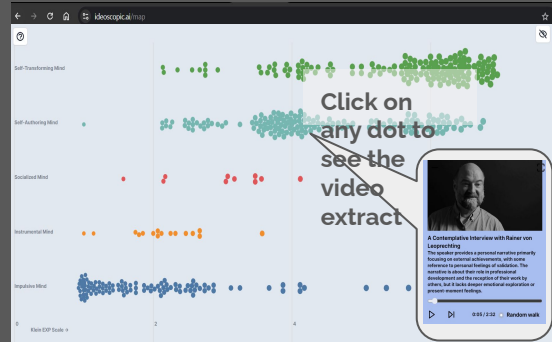 ideoscopic.ai/map
Self-Transforming Mind
Self-Authoring Mind
Socialized Mind
Instrumental Mind
Impulsive Mind
0
2
4
Klein EXP Scale →
Click on
any dot to
see the
video
extract
A Contemplative Interview with Rainer von
Leoprechting
The speaker provides a personal narrative primarily
focusing on external achievements, with some
reference to personal feelings of validation. The
narrative is about their role in professional
development and the reception of their work by
others, but it lacks deeper emotional exploration or
present-moment feelings.
0:05 / 2:32
Random walk